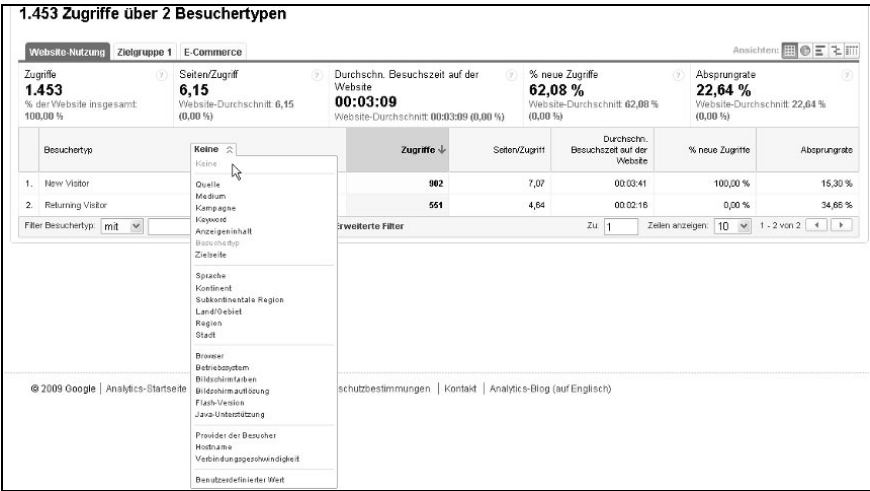 1.453 Zugriffe über 2 Besuchertypen
Website-Nutzung Zielgruppe 1 E-Commerce Ansichten:
Zugriffe
1.453
% der Website insgesamt:
100,00 %
Seiten/Zugriff
6,15
Website-Durchschnitt: 6,15
(0,00 %)
Durchschn. Besuchszeit auf der
Website
00:03:09
Website-Durchschnitt: 00:03:09 (0,00 %)
% neue Zugriffe
62,08 %
Website-Durchschnitt: 62,08 %
(0,00 %)
Absprungrate
22,64 %
Website-Durchschnitt: 22,64 %
(0,00 %)
Besuchertyp Keine Zugriffe ↓ Seiten/Zugriff Durchschn. Besuchszeit auf der Website % neue Zugriffe Absprungrate
1. New Visitor 902 7,07 00:03:41 100,00 % 15,30 %
2. Returning Visitor 551 4,64 00:02:16 0,00 % 34,66 %
Filter Besuchertyp: mit Erweiterte Filter Zu: 1 Zeilen anzeigen: 10 1 - 2 von 2
Keine
Quelle
Medium
Kampagne
Keyword
Anzeigeninhalt
Besuchertyp
Zielseite
Sprache
Kontinent
Subkontinentale Region
Land/Gebiet
Region
Stadt
Browser
Betriebssystem
Bildschirmfarben
Bildschirmauflösung
Flash-Version
Java-Unterstützung
Provider der Besucher
Hostname
Verbindungsgeschwindigkeit
Benutzerdefinierter Wert
© 2009 Google | Analytics-Startseite schutzbestimmungen | Kontakt | Analytics-Blog (auf Englisch)